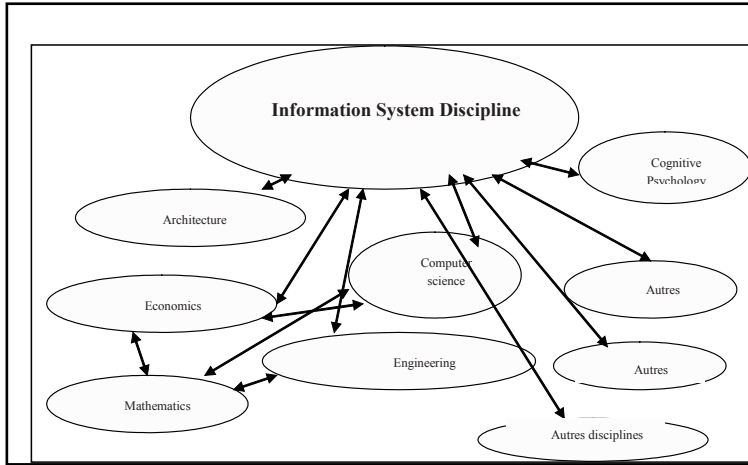 Information System Discipline
Cognitive
Psychology
Architecture
Computer
science
Economics
Autres
Engineering
Autres
Mathematics
Autres disciplines